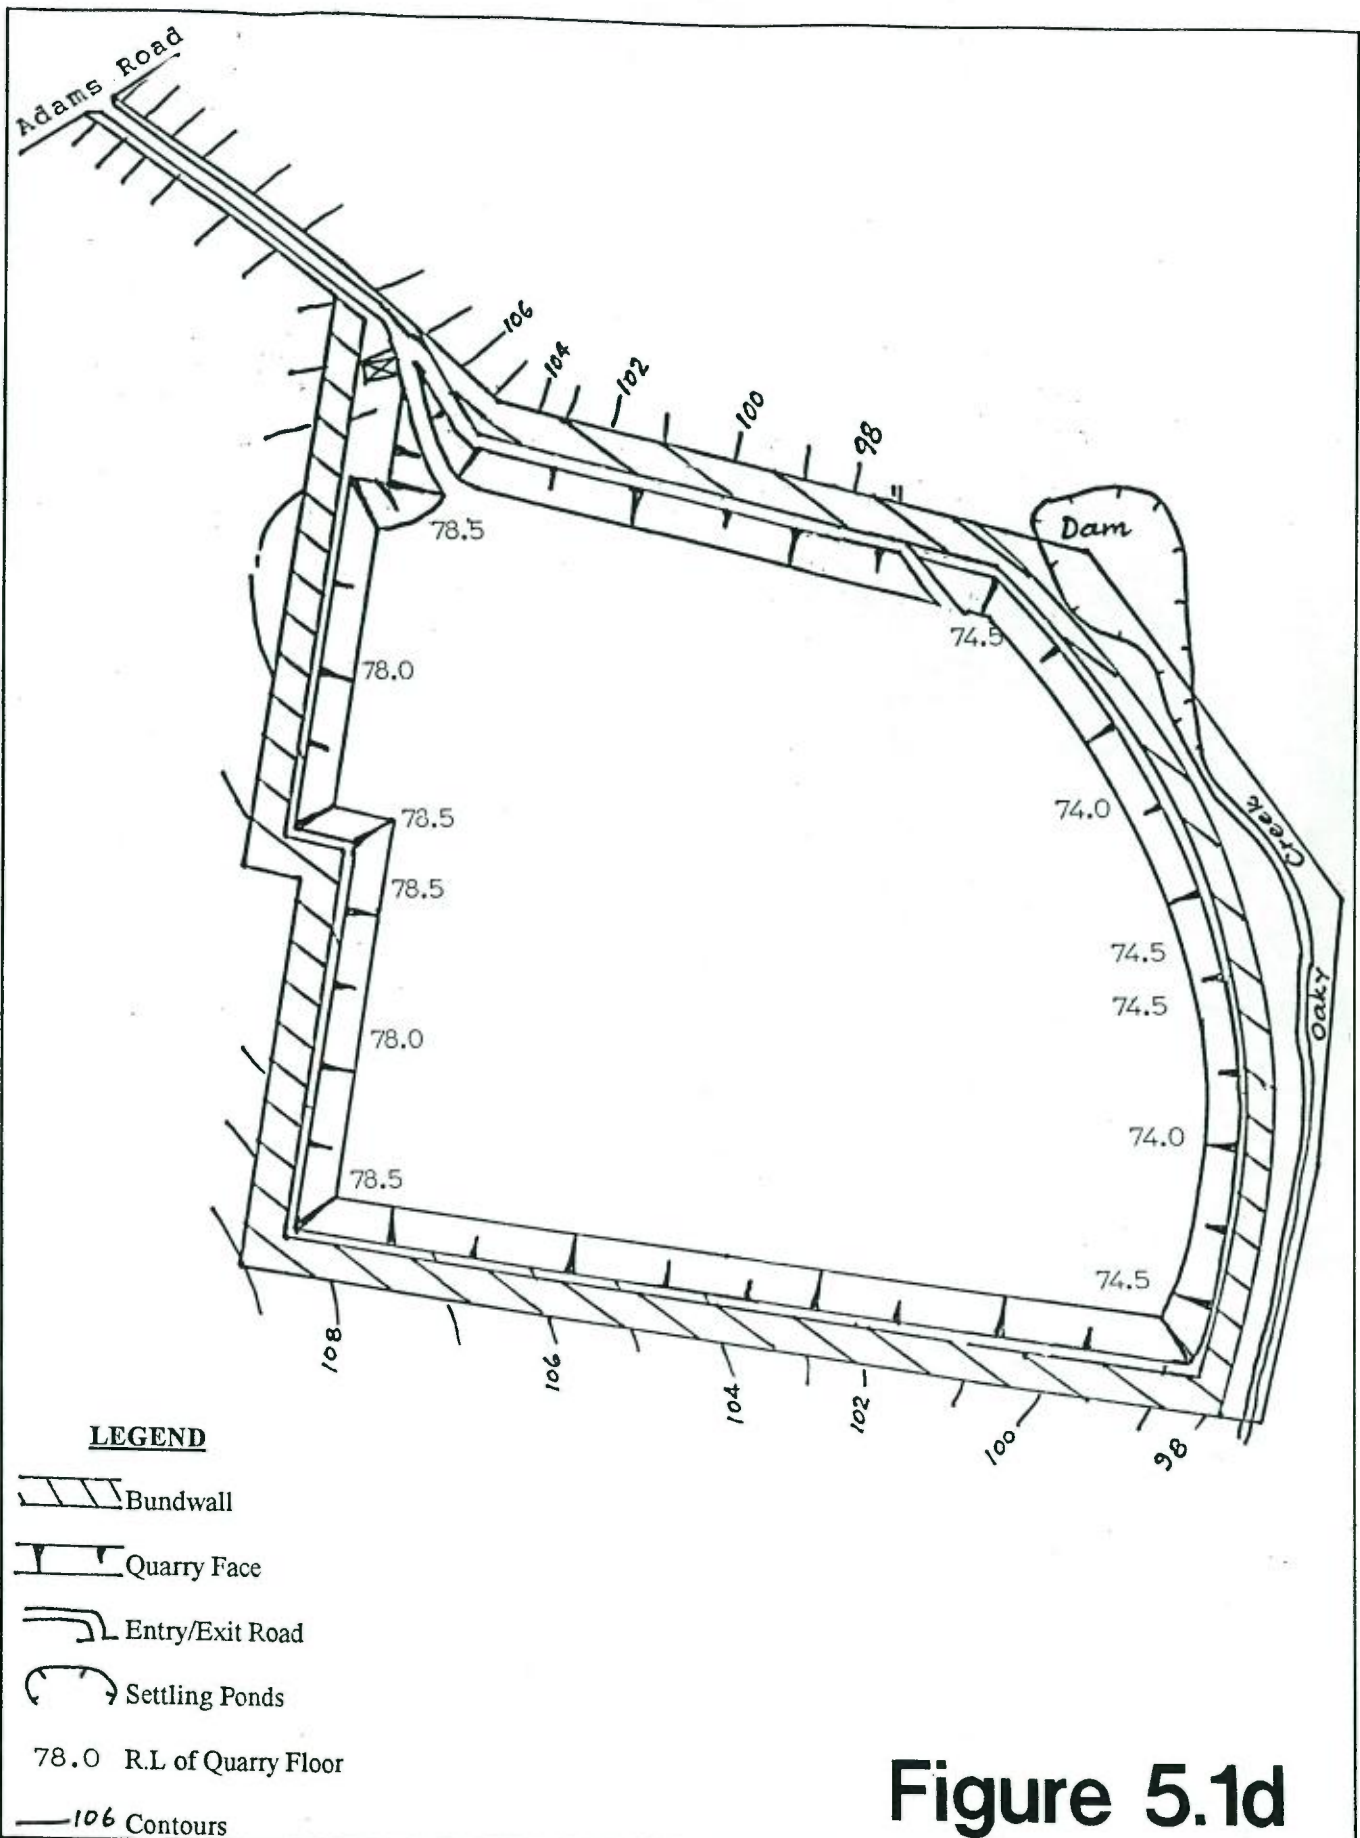 Adams Road
106
104
102
100
98
Dam
78.5
74.5
78.0
74.0
Creek
78.5
78.5
74.5
74.5
Oaky
78.0
74.0
78.5
74.5
108
106
104
102
100
98
LEGEND
Bundwall
Quarry Face
Entry/Exit Road
Settling Ponds
78.0 R.L of Quarry Floor
106 Contours
Figure 5.1d